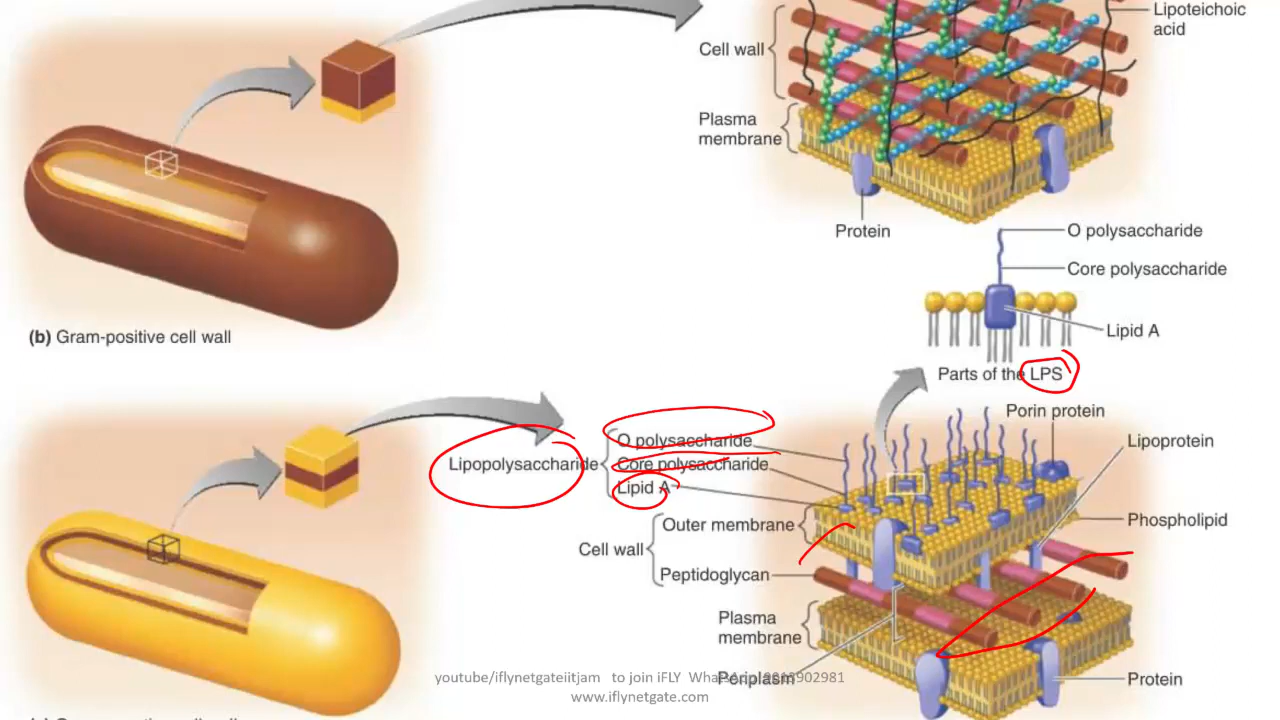 Lipoteichoic
acid
Cell wall
Plasma
membrane
Protein
O polysaccharide
Core polysaccharide
Lipid A
Parts of the LPS
(b) Gram-positive cell wall
Porin protein
Lipopolysaccharide
O polysaccharide
Core polysaccharide
Lipid A
Lipoprotein
Outer membrane
Phospholipid
Cell wall
Peptidoglycan
Plasma
membrane
Periplasm
Protein
youtube/iflynetgateiitjam to join iFLY
www.iflynetgate.com